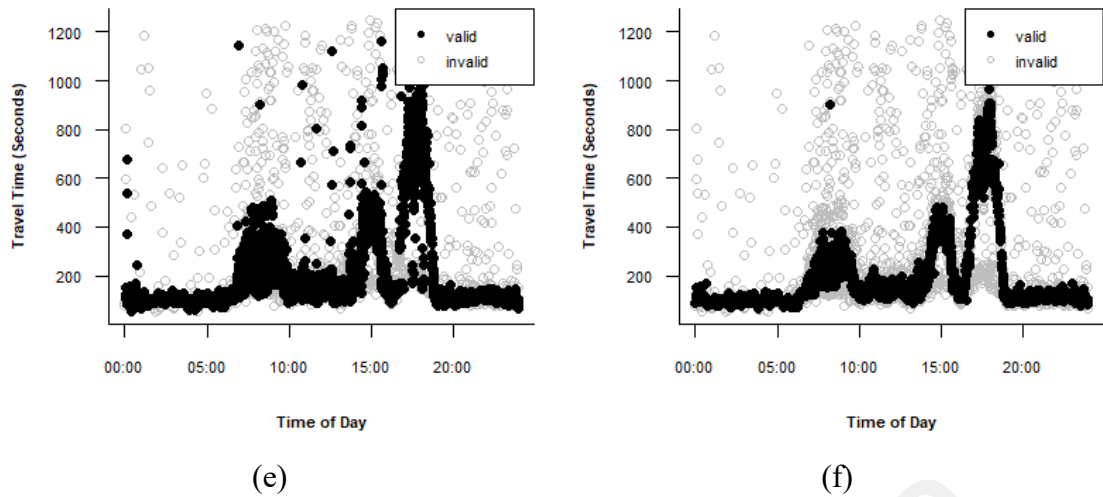 1200
1000
800
600
400
200
Travel Time (Seconds)
valid
invalid
00:00 05:00 10:00 15:00 20:00
Time of Day
(e)
1200
1000
800
600
400
200
Travel Time (Seconds)
valid
invalid
00:00 05:00 10:00 15:00 20:00
Time of Day
(f)